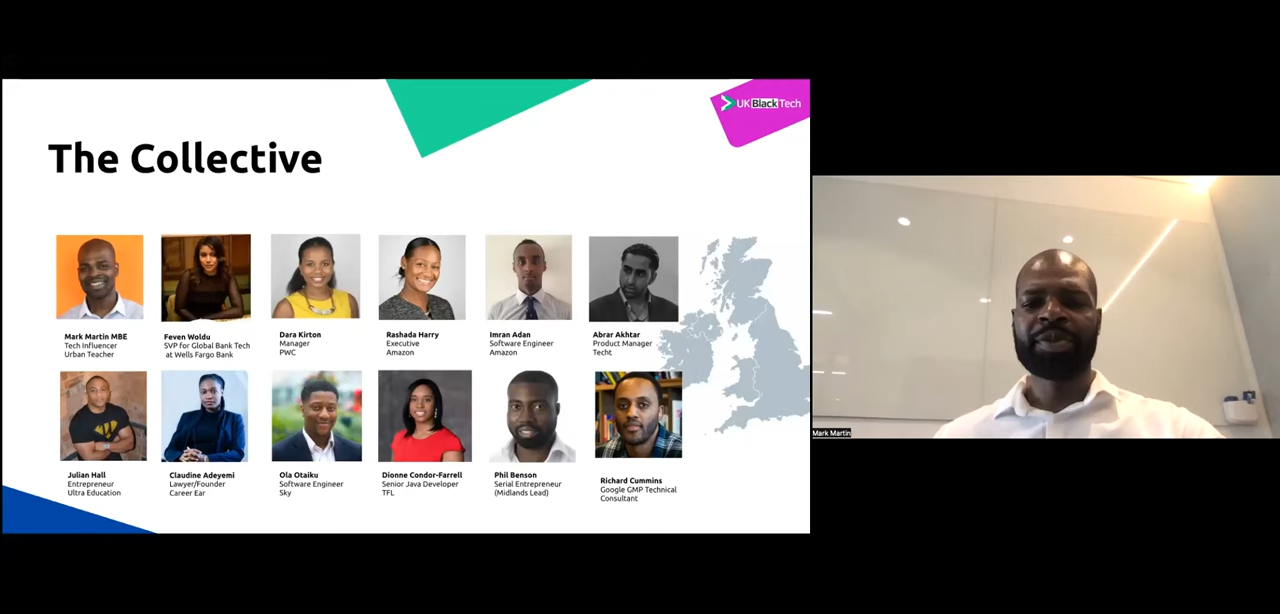 UKBlackTech
The Collective
Mark Martin MBE
Tech Influencer
Urban Teacher
Feven Woldu
SVP for Global Bank Tech
at Wells Fargo Bank
Dara Kirton
Manager
PWC
Rashada Harry
Executive
Amazon
Imran Adan
Software Engineer
Amazon
Abrar Akhtar
Product Manager
Techt
Julian Hall
Entrepreneur
Ultra Education
Claudine Adeyemi
Lawyer/Founder
Career Ear
Ola Otaiku
Software Engineer
Sky
Dionne Condor-Farrell
Senior Java Developer
TFL
Phil Benson
Serial Entrepreneur
(Midlands Lead)
Richard Cummins
Google GMP Technical
Consultant
Mark Martin